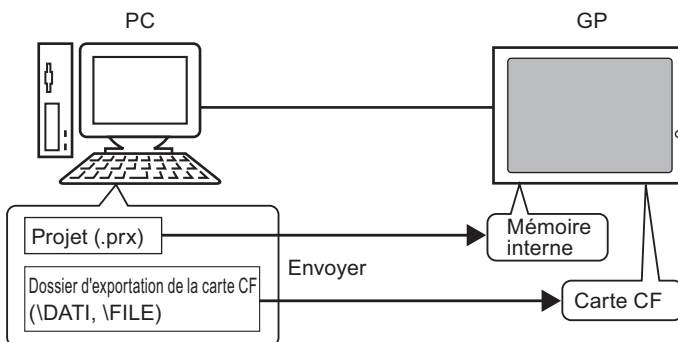 PC
GP
Projet (.prx)
Mémoire
interne
Envoyer
Dossier d'exportation de la carte CF
(\DATI, \FILE)
Carte CF